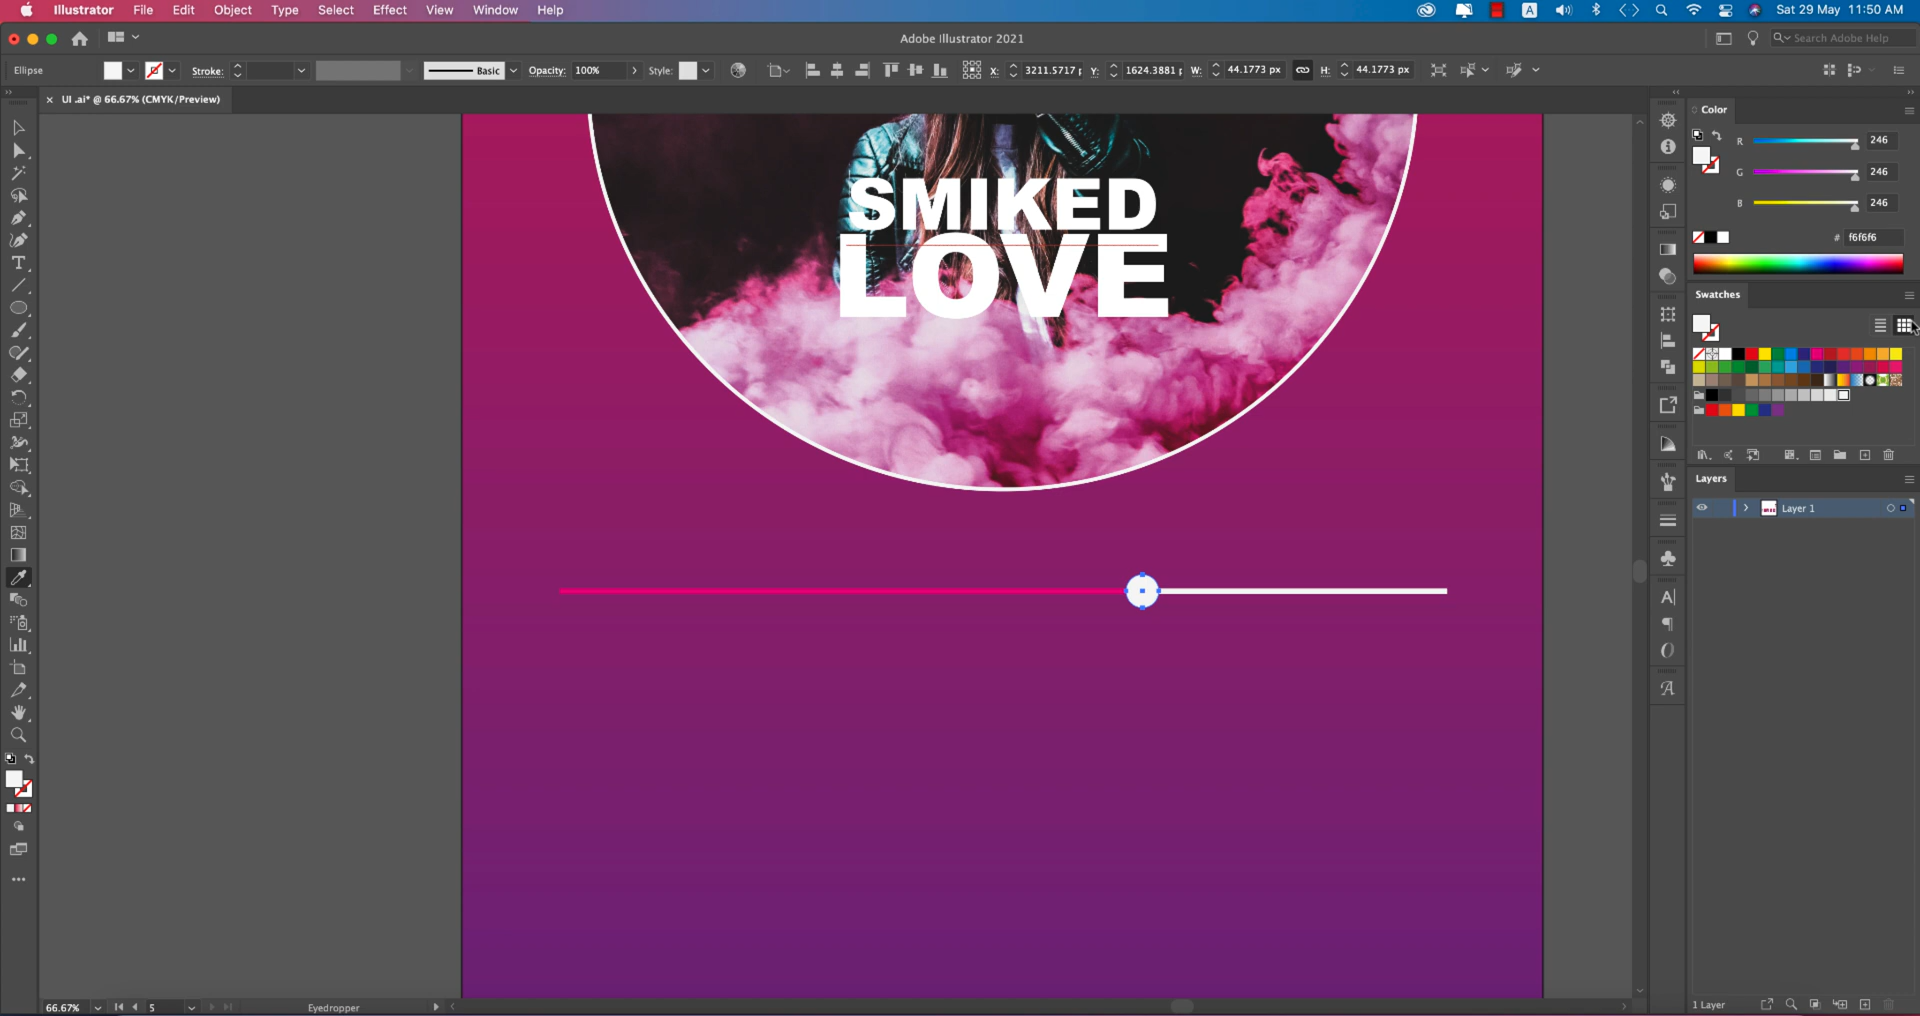 Illustrator File Edit Object Type Select Effect View Window Help
A
Sat 29 May 11:50 AM
Adobe Illustrator 2021
Search Adobe Help
Ellipse
Stroke:
Basic
Opacity: 100%
Style:
X: 3211.5717 p
Y: 1624.3881 p
W: 44.1773 px
H: 44.1773 px
× UI .ai* @ 66.67% (CMYK/Preview)
Color
R 246
G 246
B 246
# f6f6f6
Swatches
SMIKED
LOVE
Layers
Layer 1
66.67%
5
Eyedropper
1 Layer